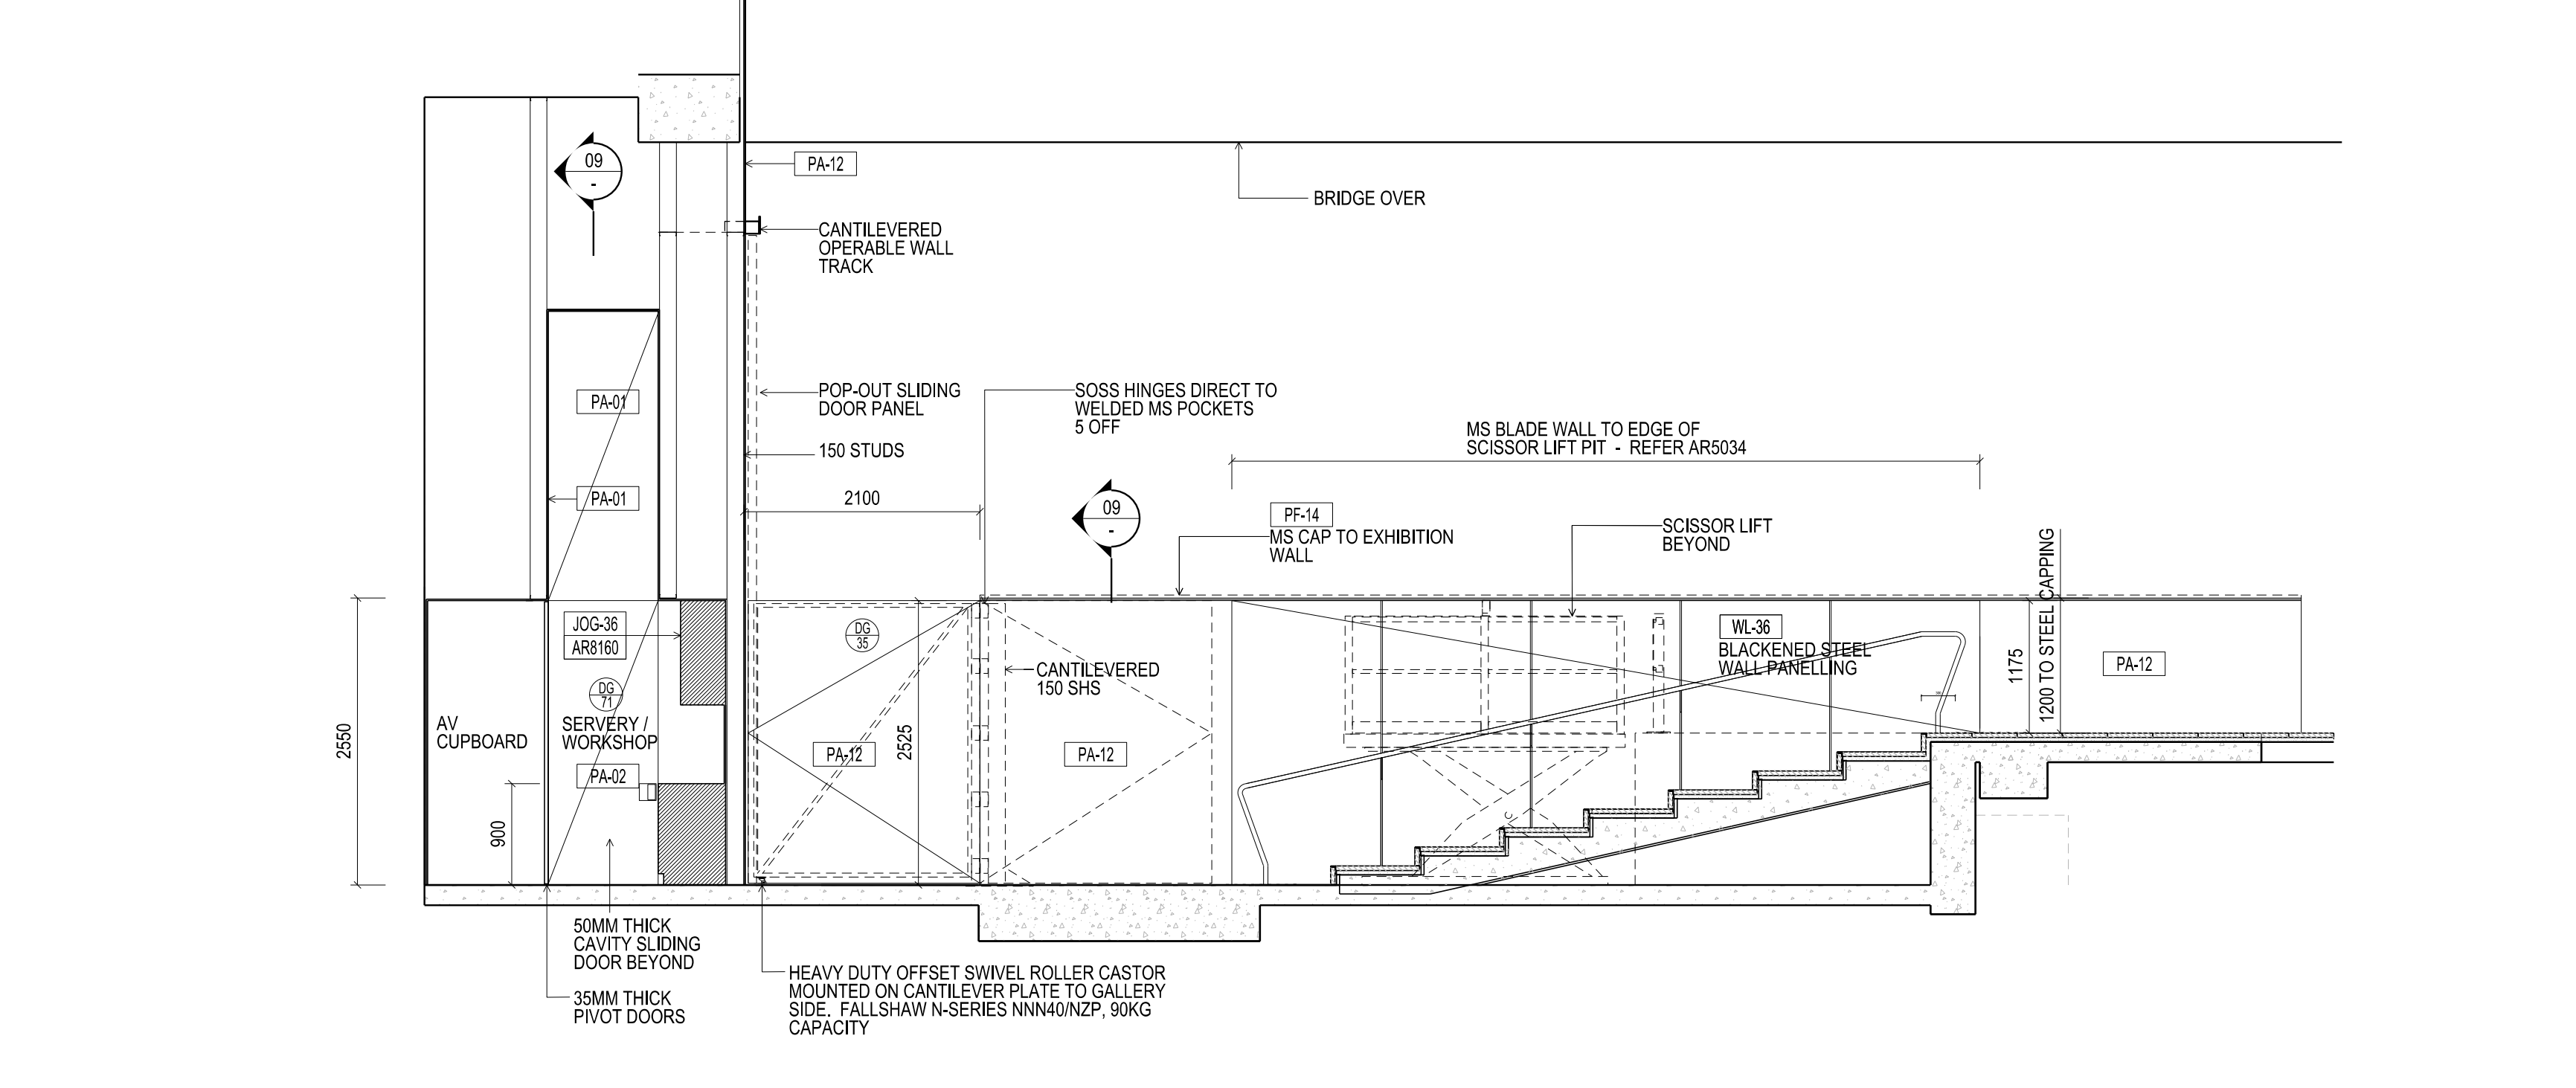 09
-
PA-12
BRIDGE OVER
CANTILEVERED
OPERABLE WALL
TRACK
PA-01
POP-OUT SLIDING
DOOR PANEL
SOSS HINGES DIRECT TO
WELDED MS POCKETS
5 OFF
150 STUDS
MS BLADE WALL TO EDGE OF
SCISSOR LIFT PIT - REFER AR5034
PA-01
2100
09
-
PF-14
MS CAP TO EXHIBITION
WALL
SCISSOR LIFT
BEYOND
JOG-36
AR8160
DG
35
WL-36
BLACKENED STEEL
WALL PANELLING
CANTILEVERED
150 SHS
1175
1200 TO STEEL CAPPING
PA-12
DG
71
AV
CUPBOARD
SERVERY /
WORKSHOP
2550
PA-12
2525
PA-12
PA-02
900
50MM THICK
CAVITY SLIDING
DOOR BEYOND
35MM THICK
PIVOT DOORS
HEAVY DUTY OFFSET SWIVEL ROLLER CASTOR
MOUNTED ON CANTILEVER PLATE TO GALLERY
SIDE. FALLSHAW N-SERIES NNN40/NZP, 90KG
CAPACITY